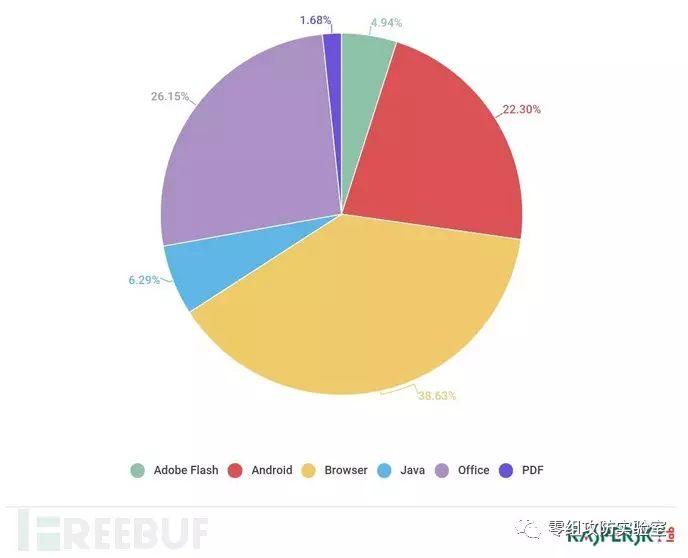 1.68%
4.94%
26.15%
22.30%
6.29%
38.63%
Adobe Flash Android Browser Java Office PDF
FREEBUF
零组攻防实验室
KASPERSKY lab